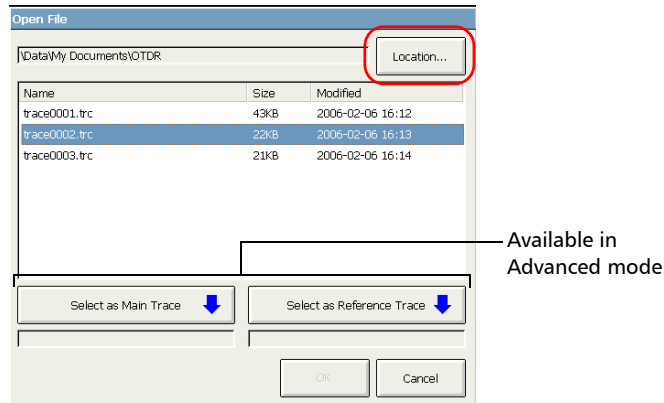 Open File
\Data\My Documents\OTDR
Location...
Name Size Modified
trace0001.trc 43KB 2006-02-06 16:12
trace0002.trc 22KB 2006-02-06 16:13
trace0003.trc 21KB 2006-02-06 16:14
Available in
Advanced mode
Select as Main Trace Select as Reference Trace
OK Cancel